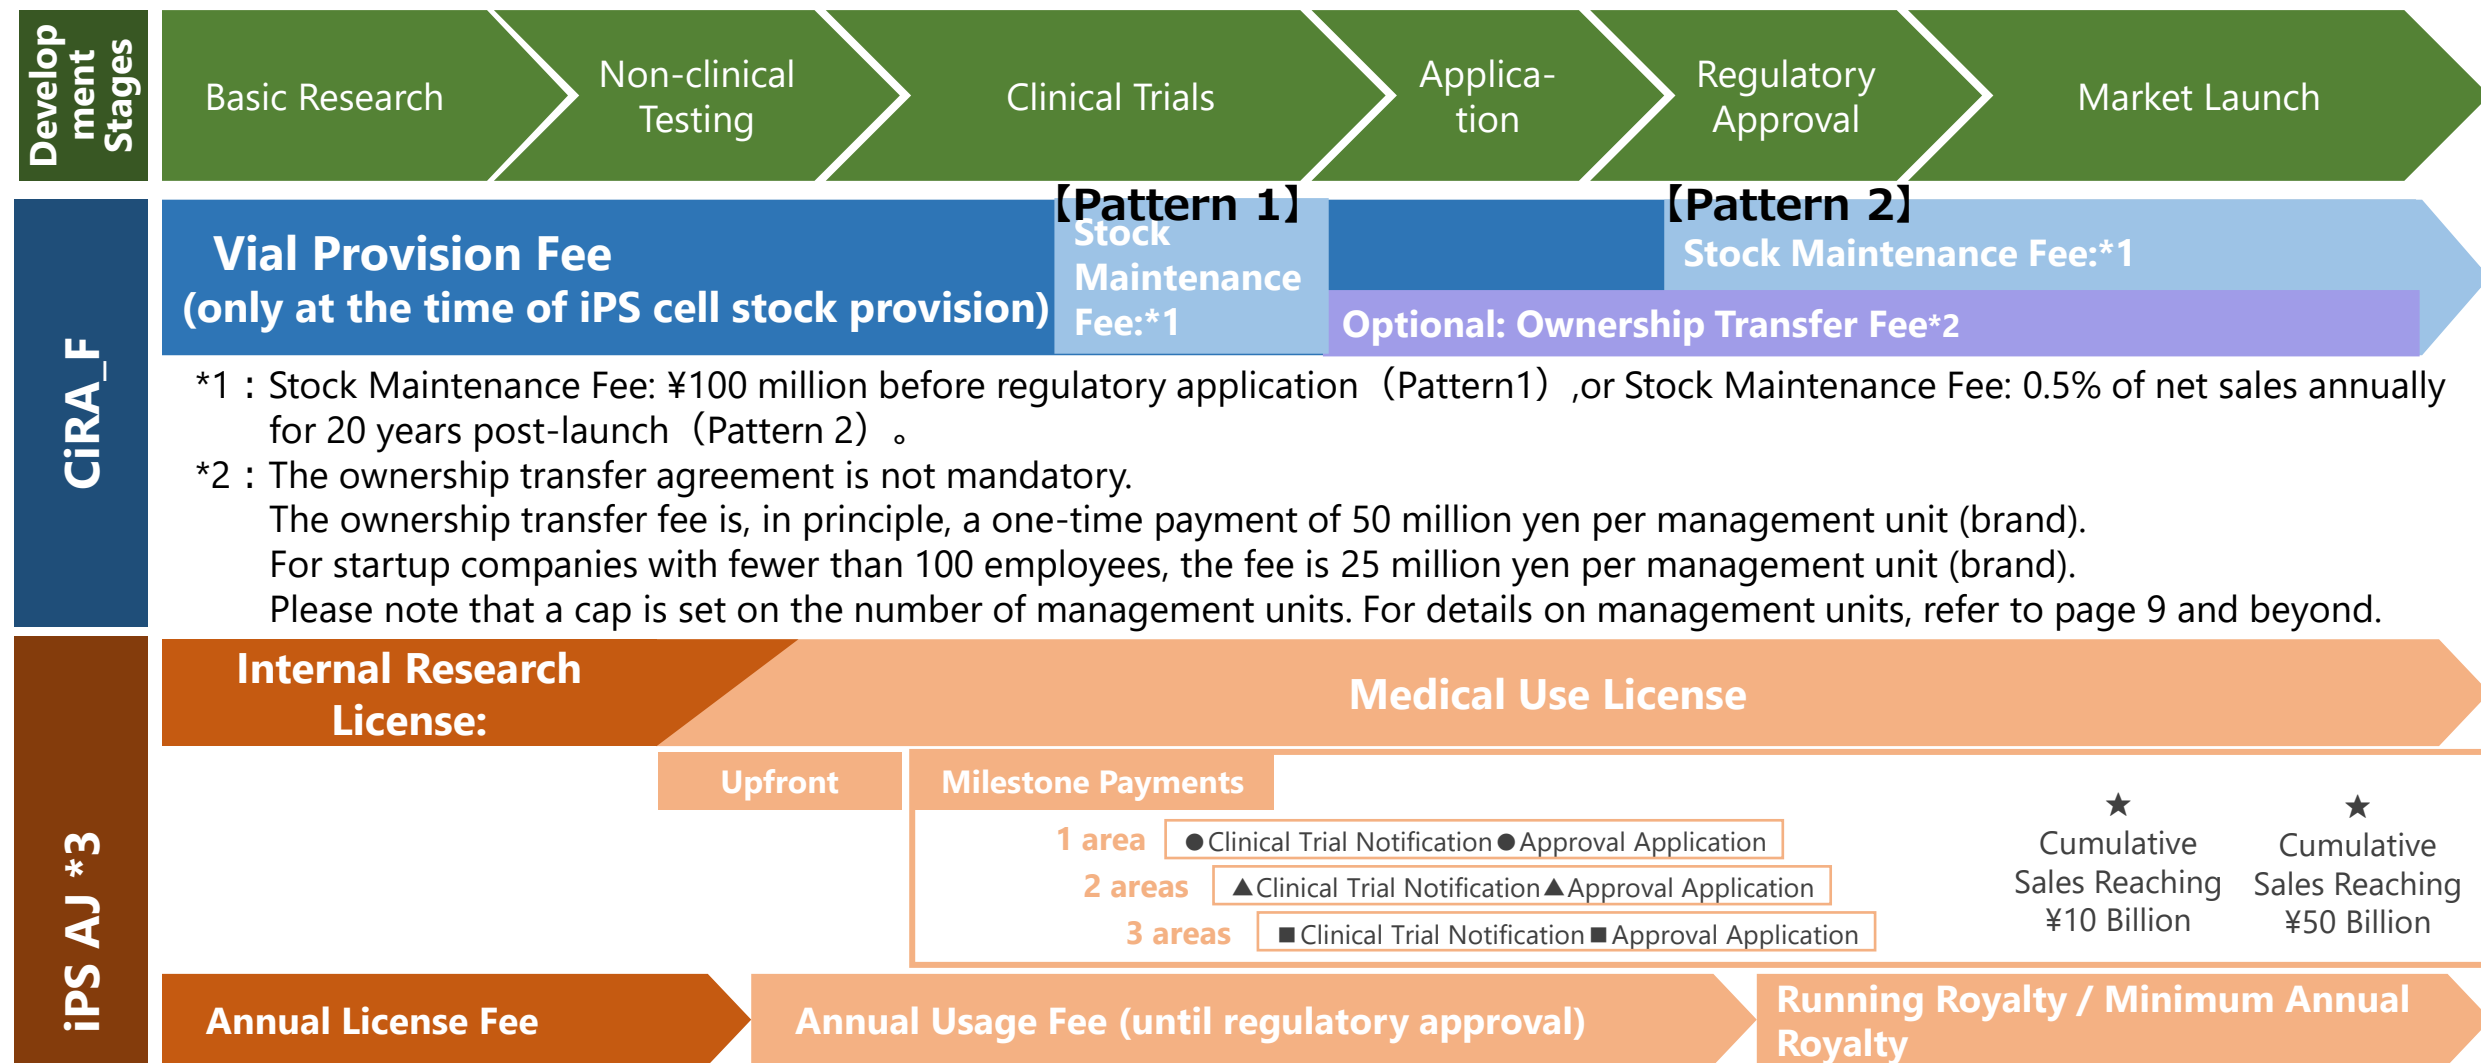 Develop
ment
Stages
Basic Research
Non-clinical
Testing
Clinical Trials
Applica-
tion
Regulatory
Approval
Market Launch
CiRA_F
【Pattern 1】
【Pattern 2】
Vial Provision Fee
(only at the time of iPS cell stock provision)
Stock
Maintenance
Fee:*1
Stock Maintenance Fee:*1
Optional: Ownership Transfer Fee*2
*1：Stock Maintenance Fee: ¥100 million before regulatory application（Pattern1）,or Stock Maintenance Fee: 0.5% of net sales annually
for 20 years post-launch（Pattern 2）。
*2：The ownership transfer agreement is not mandatory.
The ownership transfer fee is, in principle, a one-time payment of 50 million yen per management unit (brand).
For startup companies with fewer than 100 employees, the fee is 25 million yen per management unit (brand).
Please note that a cap is set on the number of management units. For details on management units, refer to page 9 and beyond.
iPS AJ *3
Internal Research
License:
Medical Use License
Upfront
Milestone Payments
1 area ●Clinical Trial Notification●Approval Application
2 areas ▲Clinical Trial Notification▲Approval Application
3 areas ■Clinical Trial Notification■Approval Application
★
Cumulative
Sales Reaching
¥10 Billion
★
Cumulative
Sales Reaching
¥50 Billion
Annual License Fee
Annual Usage Fee (until regulatory approval)
Running Royalty / Minimum Annual
Royalty